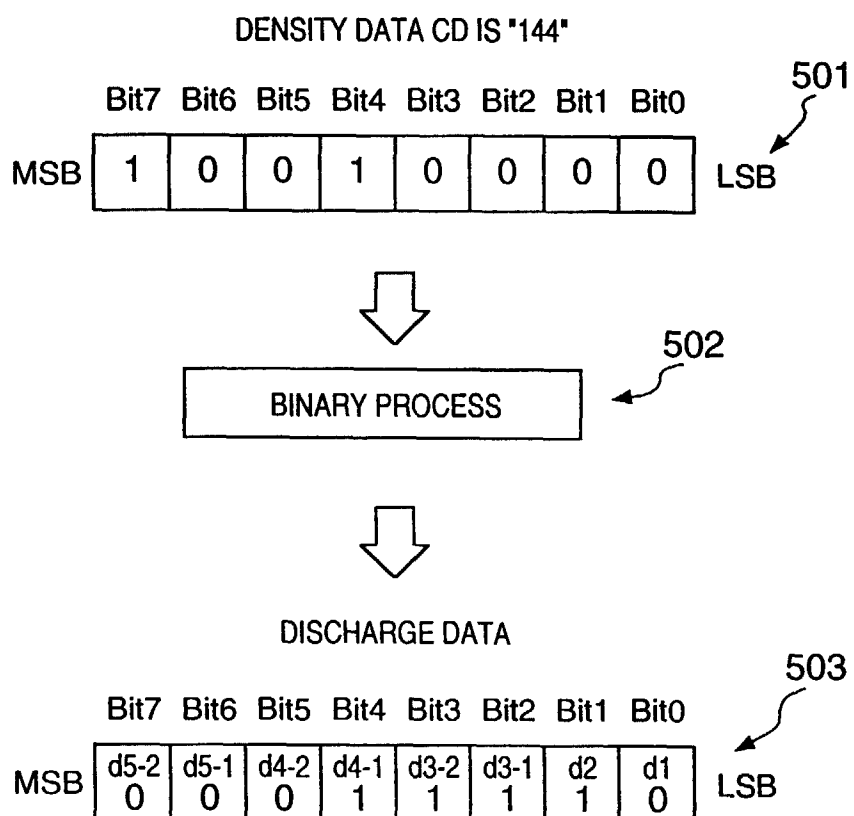 DENSITY DATA CD IS "144"
501
Bit7 Bit6 Bit5 Bit4 Bit3 Bit2 Bit1 Bit0
MSB 1 0 0 1 0 0 0 0 LSB
502
BINARY PROCESS
DISCHARGE DATA
503
Bit7 Bit6 Bit5 Bit4 Bit3 Bit2 Bit1 Bit0
d5-2 d5-1 d4-2 d4-1 d3-2 d3-1 d2 d1
MSB 0 0 0 1 1 1 1 0 LSB